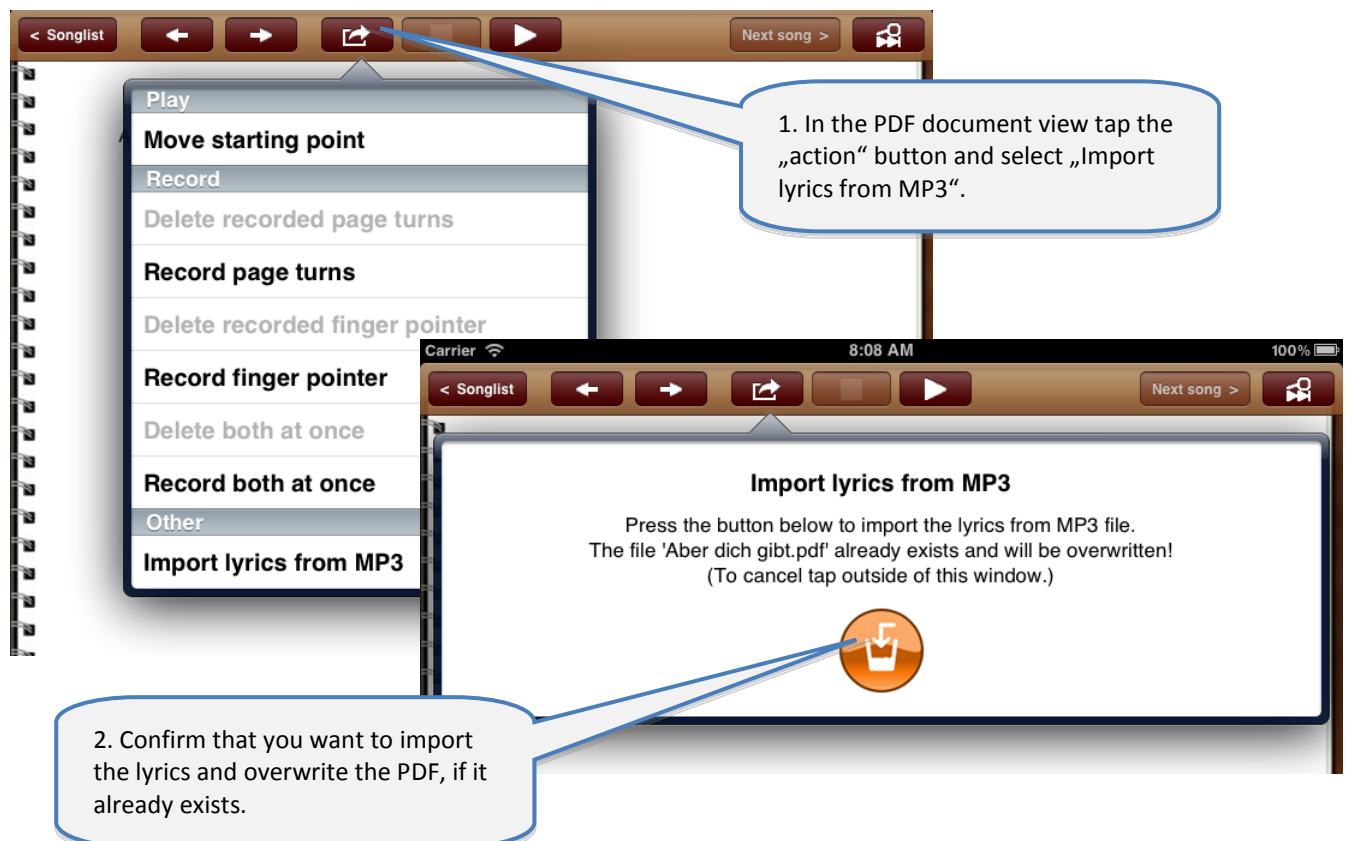 < Songlist
Next song >
Play
Move starting point
Record
Delete recorded page turns
Record page turns
Delete recorded finger pointer
Record finger pointer
Delete both at once
Record both at once
Other
Import lyrics from MP3
1. In the PDF document view tap the
„action“ button and select „Import
lyrics from MP3“.
Carrier
8:08 AM
100%
< Songlist
Next song >
Import lyrics from MP3
Press the button below to import the lyrics from MP3 file.
The file 'Aber dich gibt.pdf' already exists and will be overwritten!
(To cancel tap outside of this window.)
2. Confirm that you want to import
the lyrics and overwrite the PDF, if it
already exists.